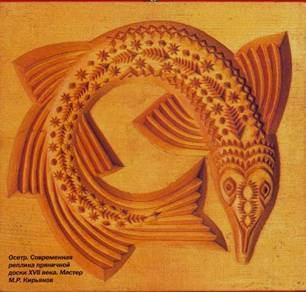 Осетр. Современная
реплика пряничной
доски XVII века. Мастер
М.Р. Кирьянов